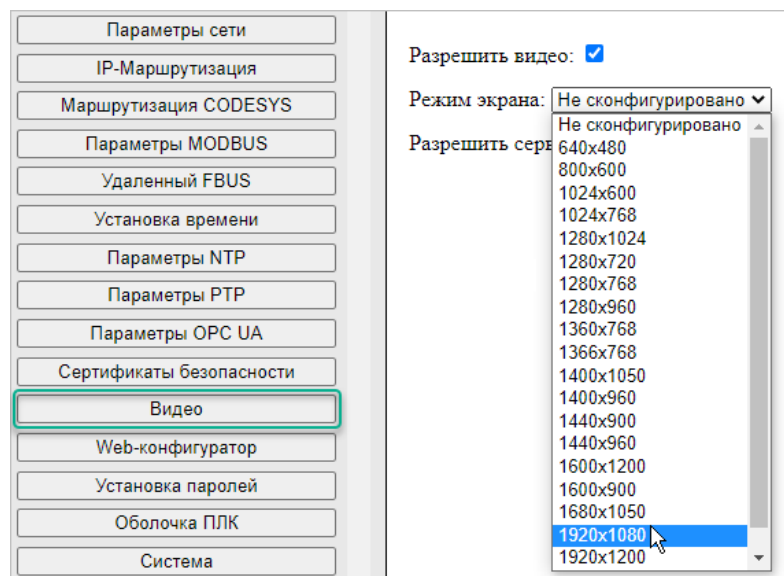 Параметры сети
IP-Маршрутизация
Маршрутизация CODESYS
Параметры MODBUS
Удаленный FBUS
Установка времени
Параметры NTP
Параметры PTP
Параметры OPC UA
Сертификаты безопасности
Видео
Web-конфигуратор
Установка паролей
Оболочка ПЛК
Система
Разрешить видео:
Режим экрана: Не сконфигурировано
Разрешить
Не сконфигурировано
640x480
800x600
1024x600
1024x768
1280x1024
1280x720
1280x768
1280x960
1360x768
1366x768
1400x1050
1400x960
1440x900
1440x960
1600x1200
1600x900
1680x1050
1920x1080
1920x1200